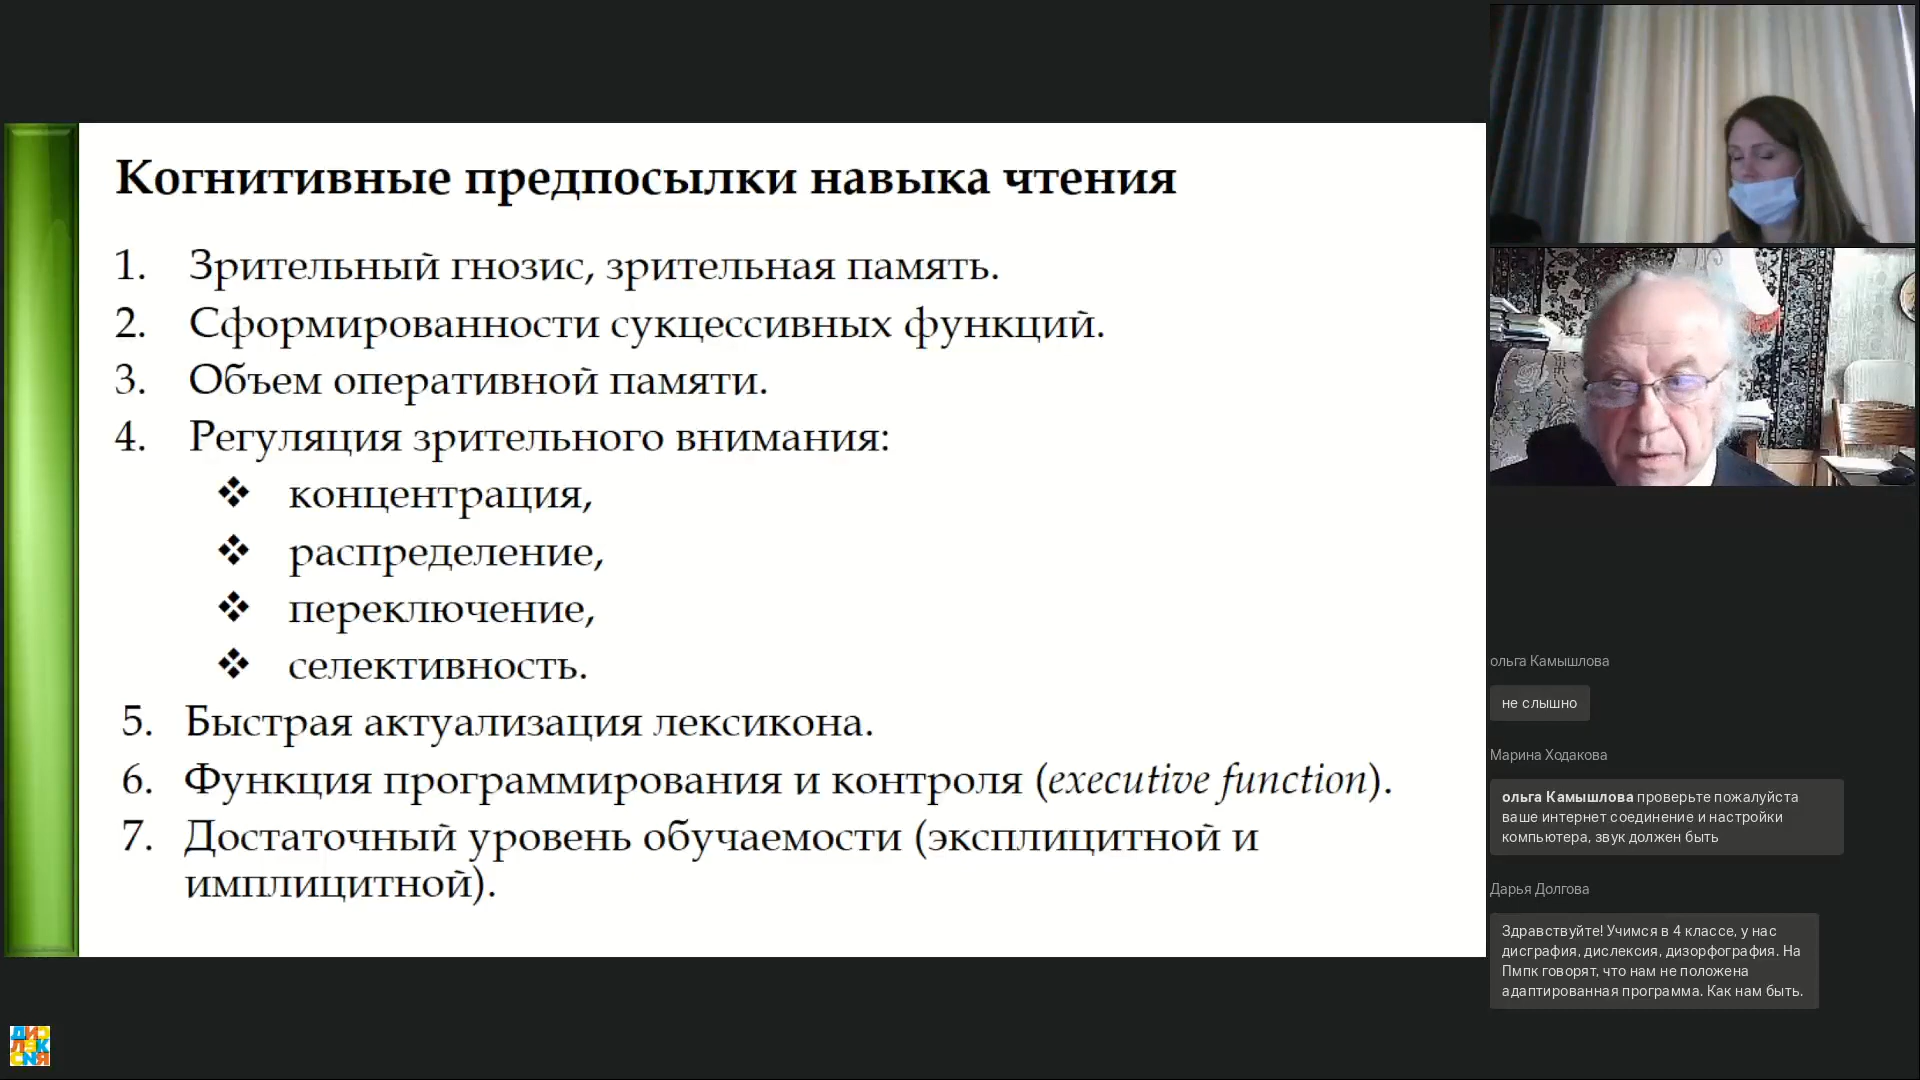 Когнитивные предпосылки навыка чтения
1. Зрительный гнозис, зрительная память.
2. Сформированности сукцессивных функций.
3. Объем оперативной памяти.
4. Регуляция зрительного внимания:
❖ концентрация,
❖ распределение,
❖ переключение,
❖ селективность.
5. Быстрая актуализация лексикона.
6. Функция программирования и контроля (executive function).
7. Достаточный уровень обучаемости (эксплицитной и
имплицитной).
ольга Камышлова
не слышно
Марина Ходакова
ольга Камышлова проверьте пожалуйста
ваше интернет соединение и настройки
компьютера, звук должен быть
Дарья Долгова
Здравствуйте! Учимся в 4 классе, у нас
дисграфия, дислексия, дизорфография. На
Пмпк говорят, что нам не положена
адаптированная программа. Как нам быть.
ДИС
ЛЕК
СИЯ